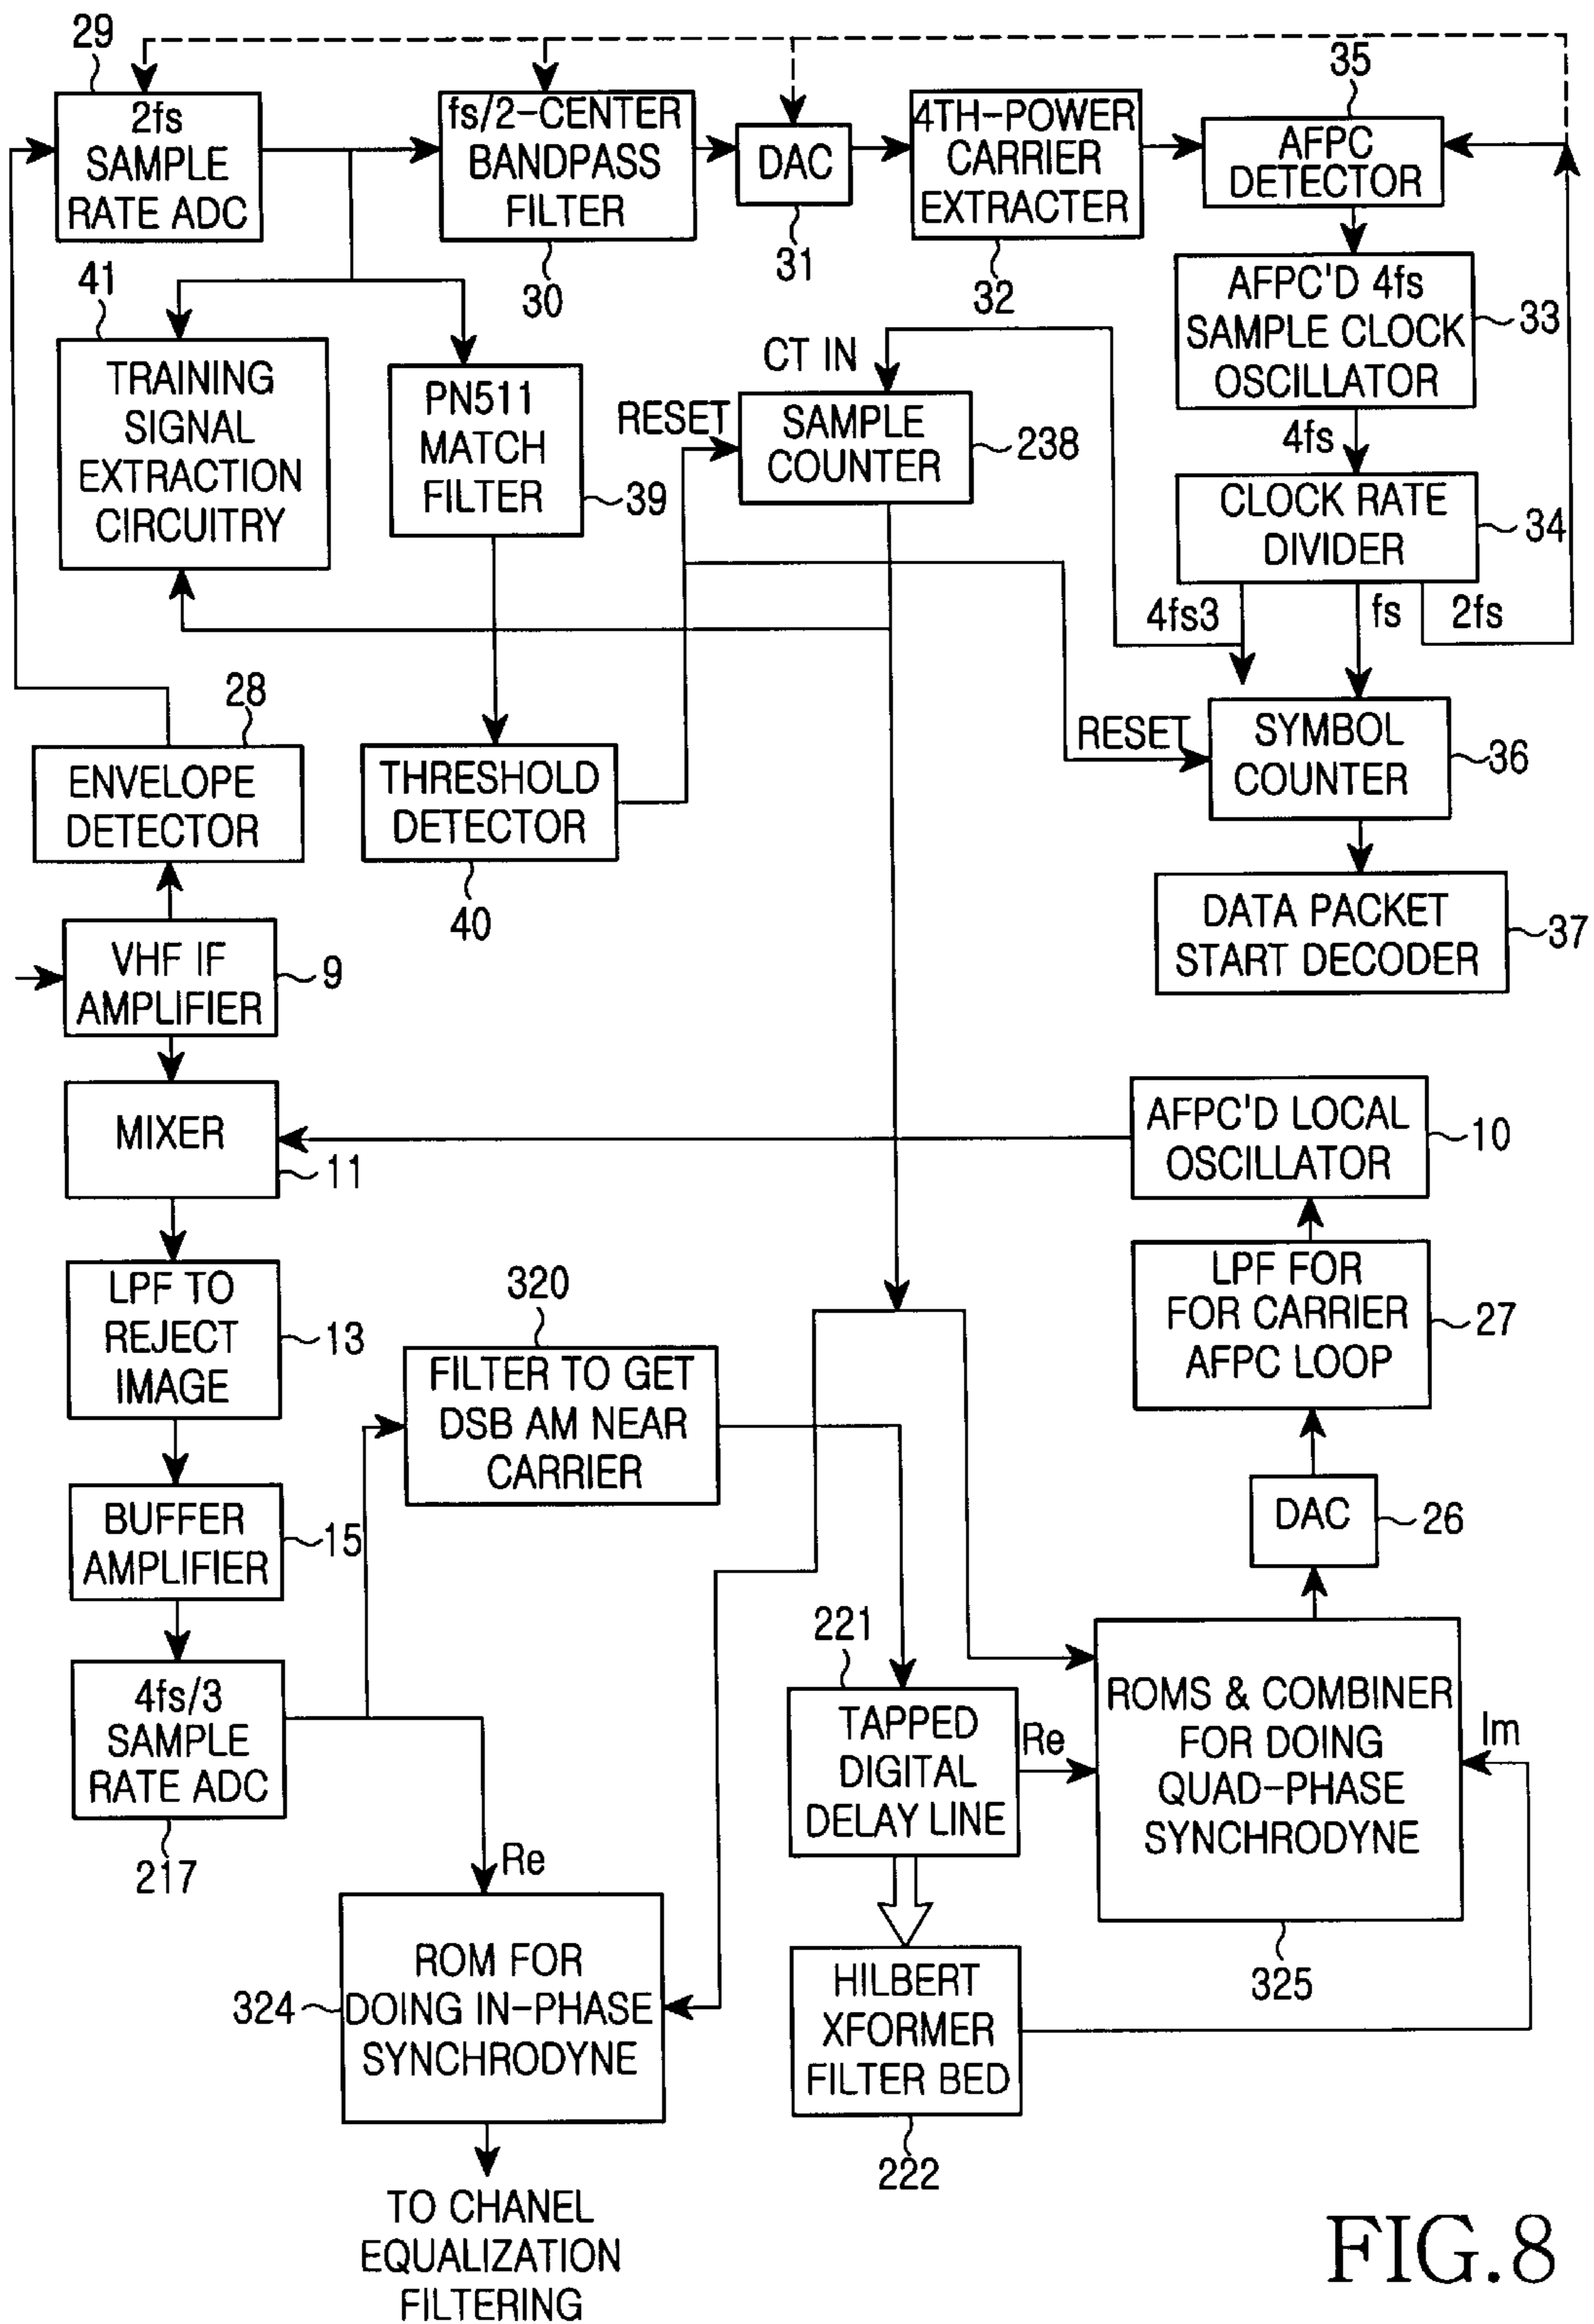 29
2fs
SAMPLE
RATE ADC
fs/2-CENTER
BANDPASS
FILTER
30
DAC
31
4TH-POWER
CARRIER
EXTRACTER
32
35
AFPC
DETECTOR
AFPC'D 4fs
SAMPLE CLOCK
OSCILLATOR
33
4fs
CLOCK RATE
DIVIDER
34
4fs3
fs
2fs
41
TRAINING
SIGNAL
EXTRACTION
CIRCUITRY
PN511
MATCH
FILTER
39
CT IN
RESET
SAMPLE
COUNTER
238
28
ENVELOPE
DETECTOR
THRESHOLD
DETECTOR
40
RESET
SYMBOL
COUNTER
36
DATA PACKET
START DECODER
37
VHF IF
AMPLIFIER
9
MIXER
11
AFPC'D LOCAL
OSCILLATOR
10
LPF TO
REJECT
IMAGE
13
320
FILTER TO GET
DSB AM NEAR
CARRIER
LPF FOR
FOR CARRIER
AFPC LOOP
27
BUFFER
AMPLIFIER
15
DAC
26
4fs/3
SAMPLE
RATE ADC
217
221
TAPPED
DIGITAL
DELAY LINE
Re
ROMS & COMBINER
FOR DOING
QUAD-PHASE
SYNCHRODYNE
325
Im
Re
324
ROM FOR
DOING IN-PHASE
SYNCHRODYNE
HILBERT
XFORMER
FILTER BED
222
TO CHANEL
EQUALIZATION
FILTERING
FIG.8